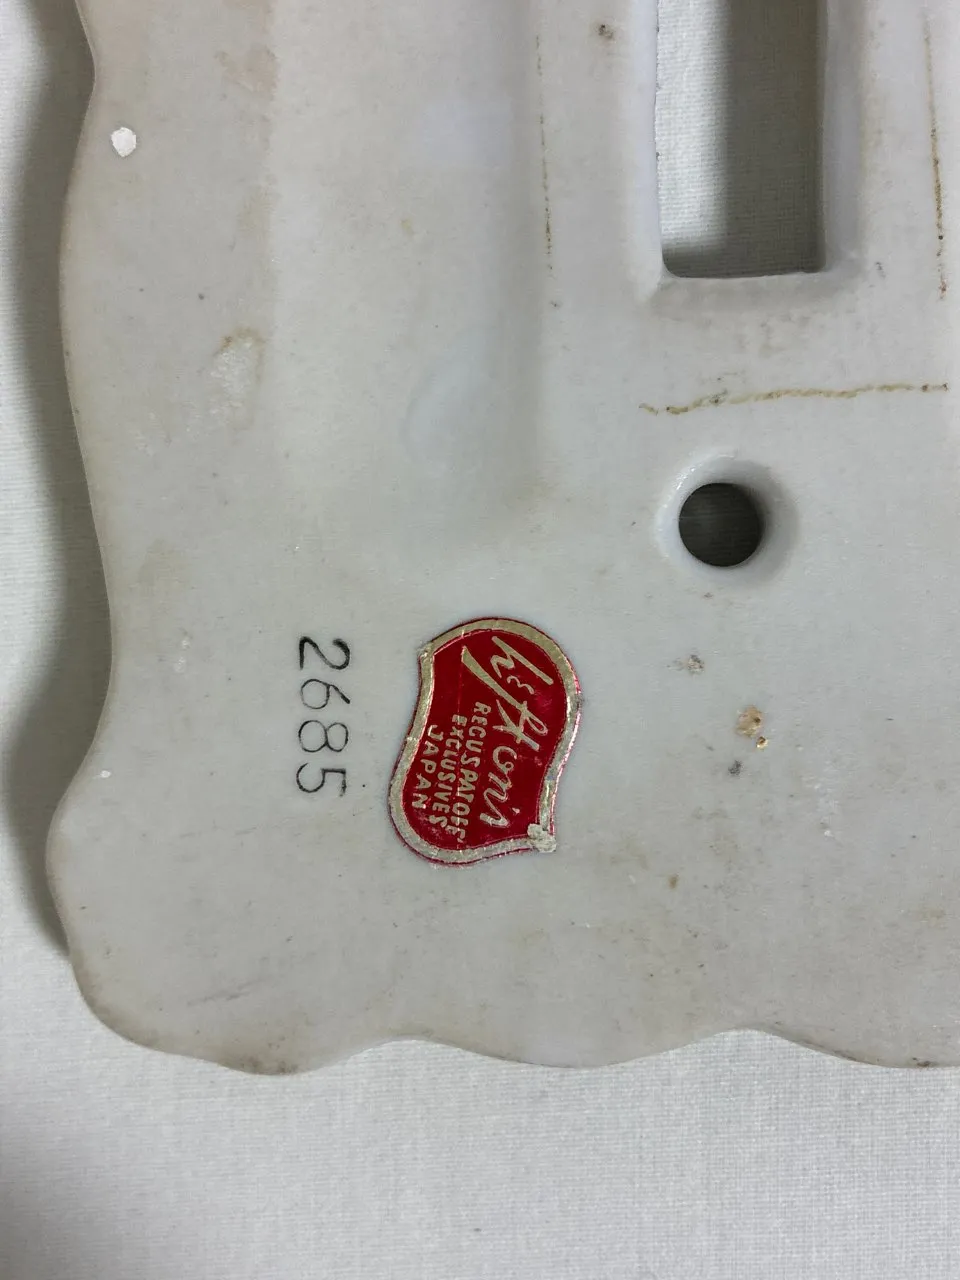 2685
Lefton's
REG.U.S.PAT.OFF.
EXCLUSIVES
JAPAN